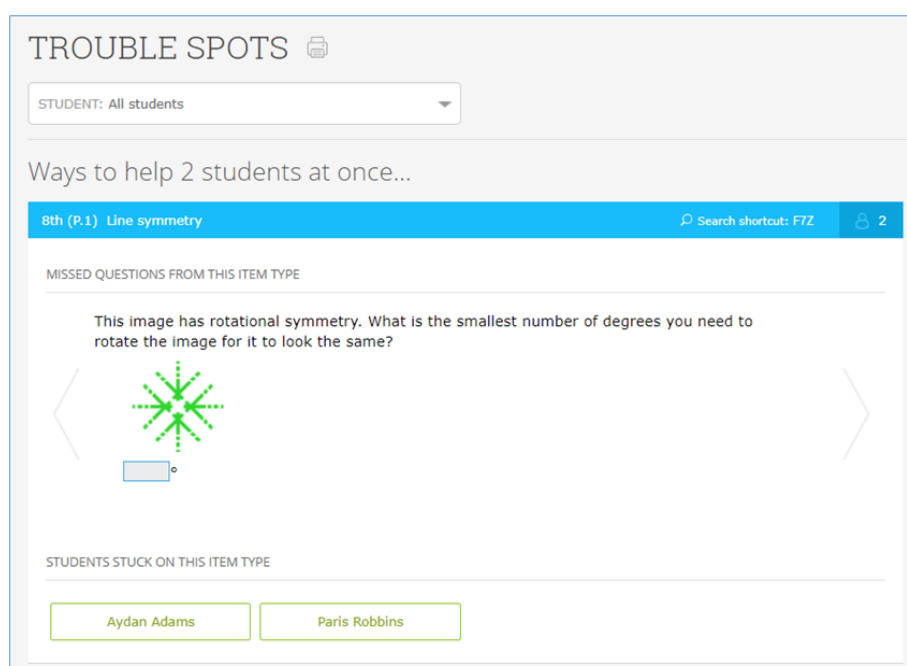 TROUBLE SPOTS
STUDENT: All students
Ways to help 2 students at once...
8th (P.1) Line symmetry
Search shortcut: F7Z
2
MISSED QUESTIONS FROM THIS ITEM TYPE
This image has rotational symmetry. What is the smallest number of degrees you need to
rotate the image for it to look the same?
°
STUDENTS STUCK ON THIS ITEM TYPE
Aydan Adams
Paris Robbins